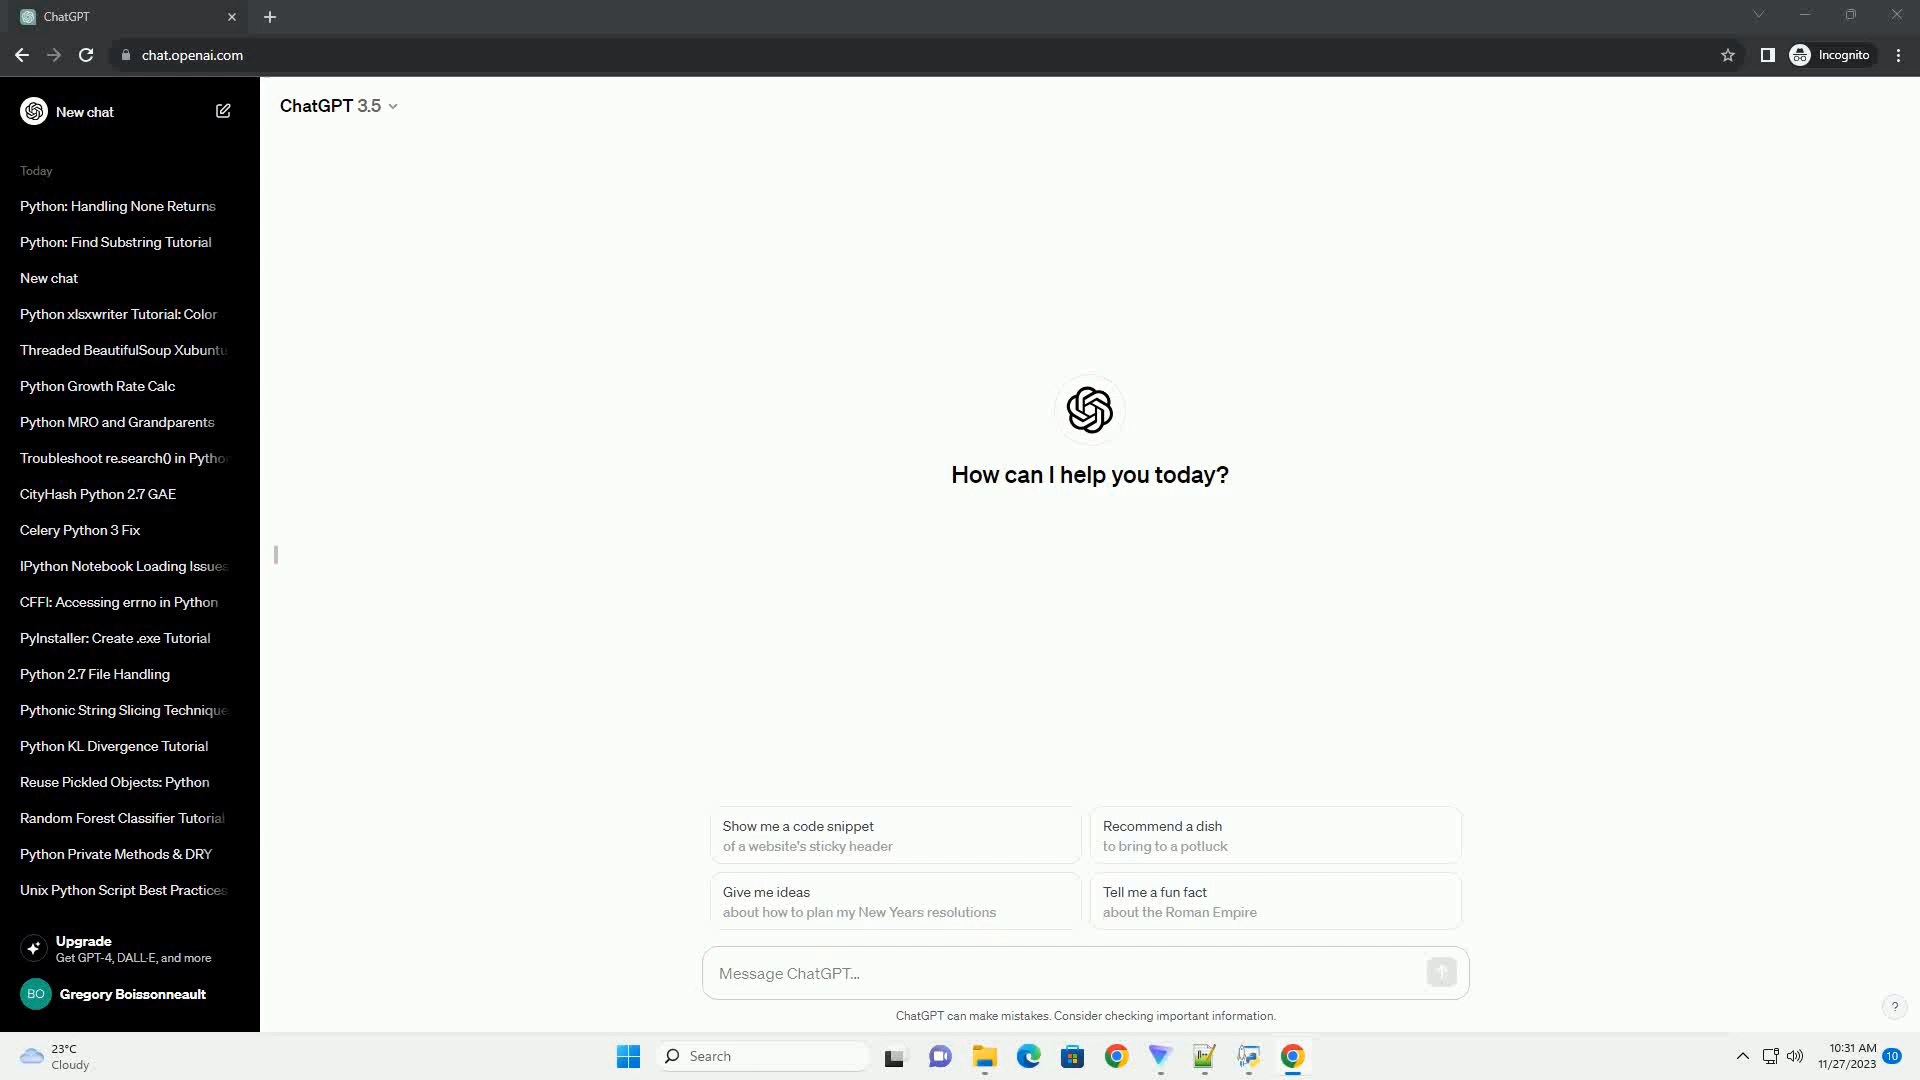 ChatGPT
chat.openai.com
Incognito
New chat
ChatGPT 3.5
Today
Python: Handling None Returns
Python: Find Substring Tutorial
New chat
Python xlsxwriter Tutorial: Color
Threaded BeautifulSoup Xubuntu
Python Growth Rate Calc
Python MRO and Grandparents
Troubleshoot re.search() in Python
CityHash Python 2.7 GAE
Celery Python 3 Fix
IPython Notebook Loading Issues
CFFI: Accessing errno in Python
PyInstaller: Create .exe Tutorial
Python 2.7 File Handling
Pythonic String Slicing Technique
Python KL Divergence Tutorial
Reuse Pickled Objects: Python
Random Forest Classifier Tutorial
Python Private Methods & DRY
Unix Python Script Best Practices
Upgrade
Get GPT-4, DALL·E, and more
BO
Gregory Boissonneault
How can I help you today?
Show me a code snippet
of a website's sticky header
Recommend a dish
to bring to a potluck
Give me ideas
about how to plan my New Years resolutions
Tell me a fun fact
about the Roman Empire
Message ChatGPT...
ChatGPT can make mistakes. Consider checking important information.
?
23°C
Cloudy
Search
10:31 AM
11/27/2023
10